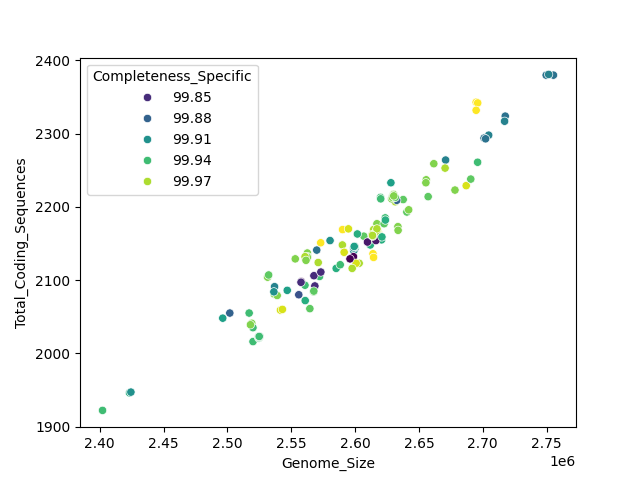 2400
2300
2200
2100
2000
1900
Total_Coding_Sequences
Completeness_Specific
99.85
99.88
99.91
99.94
99.97
2.40 2.45 2.50 2.55 2.60 2.65 2.70 2.75
1e6
Genome_Size